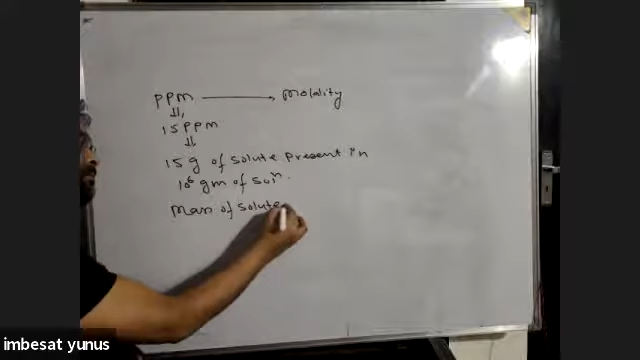 PPM → Molality
⇓
15 PPM
⇓
15 g of solute present in
10⁶ gm of solⁿ.
Mass of solute
imbesat yunus